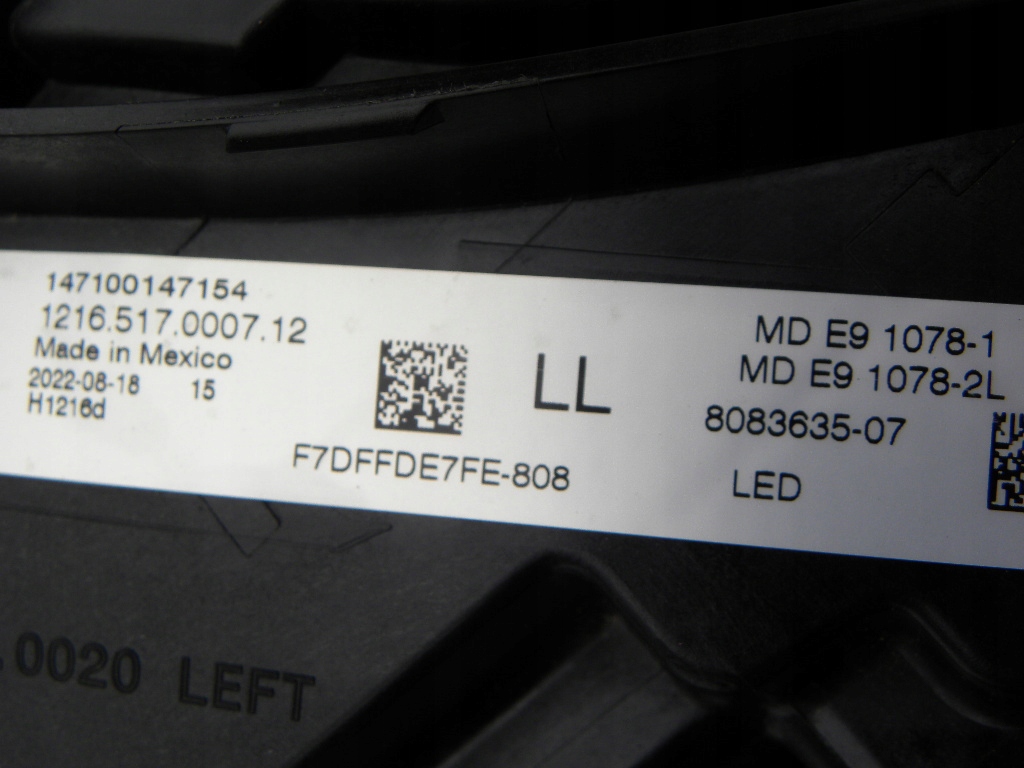 147100147154
1216.517.0007.12
Made in Mexico
2022-08-18 15
H1216d
F7DFFDE7FE-808
LL
MD E9 1078-1
MD E9 1078-2L
8083635-07
LED
0020 LEFT